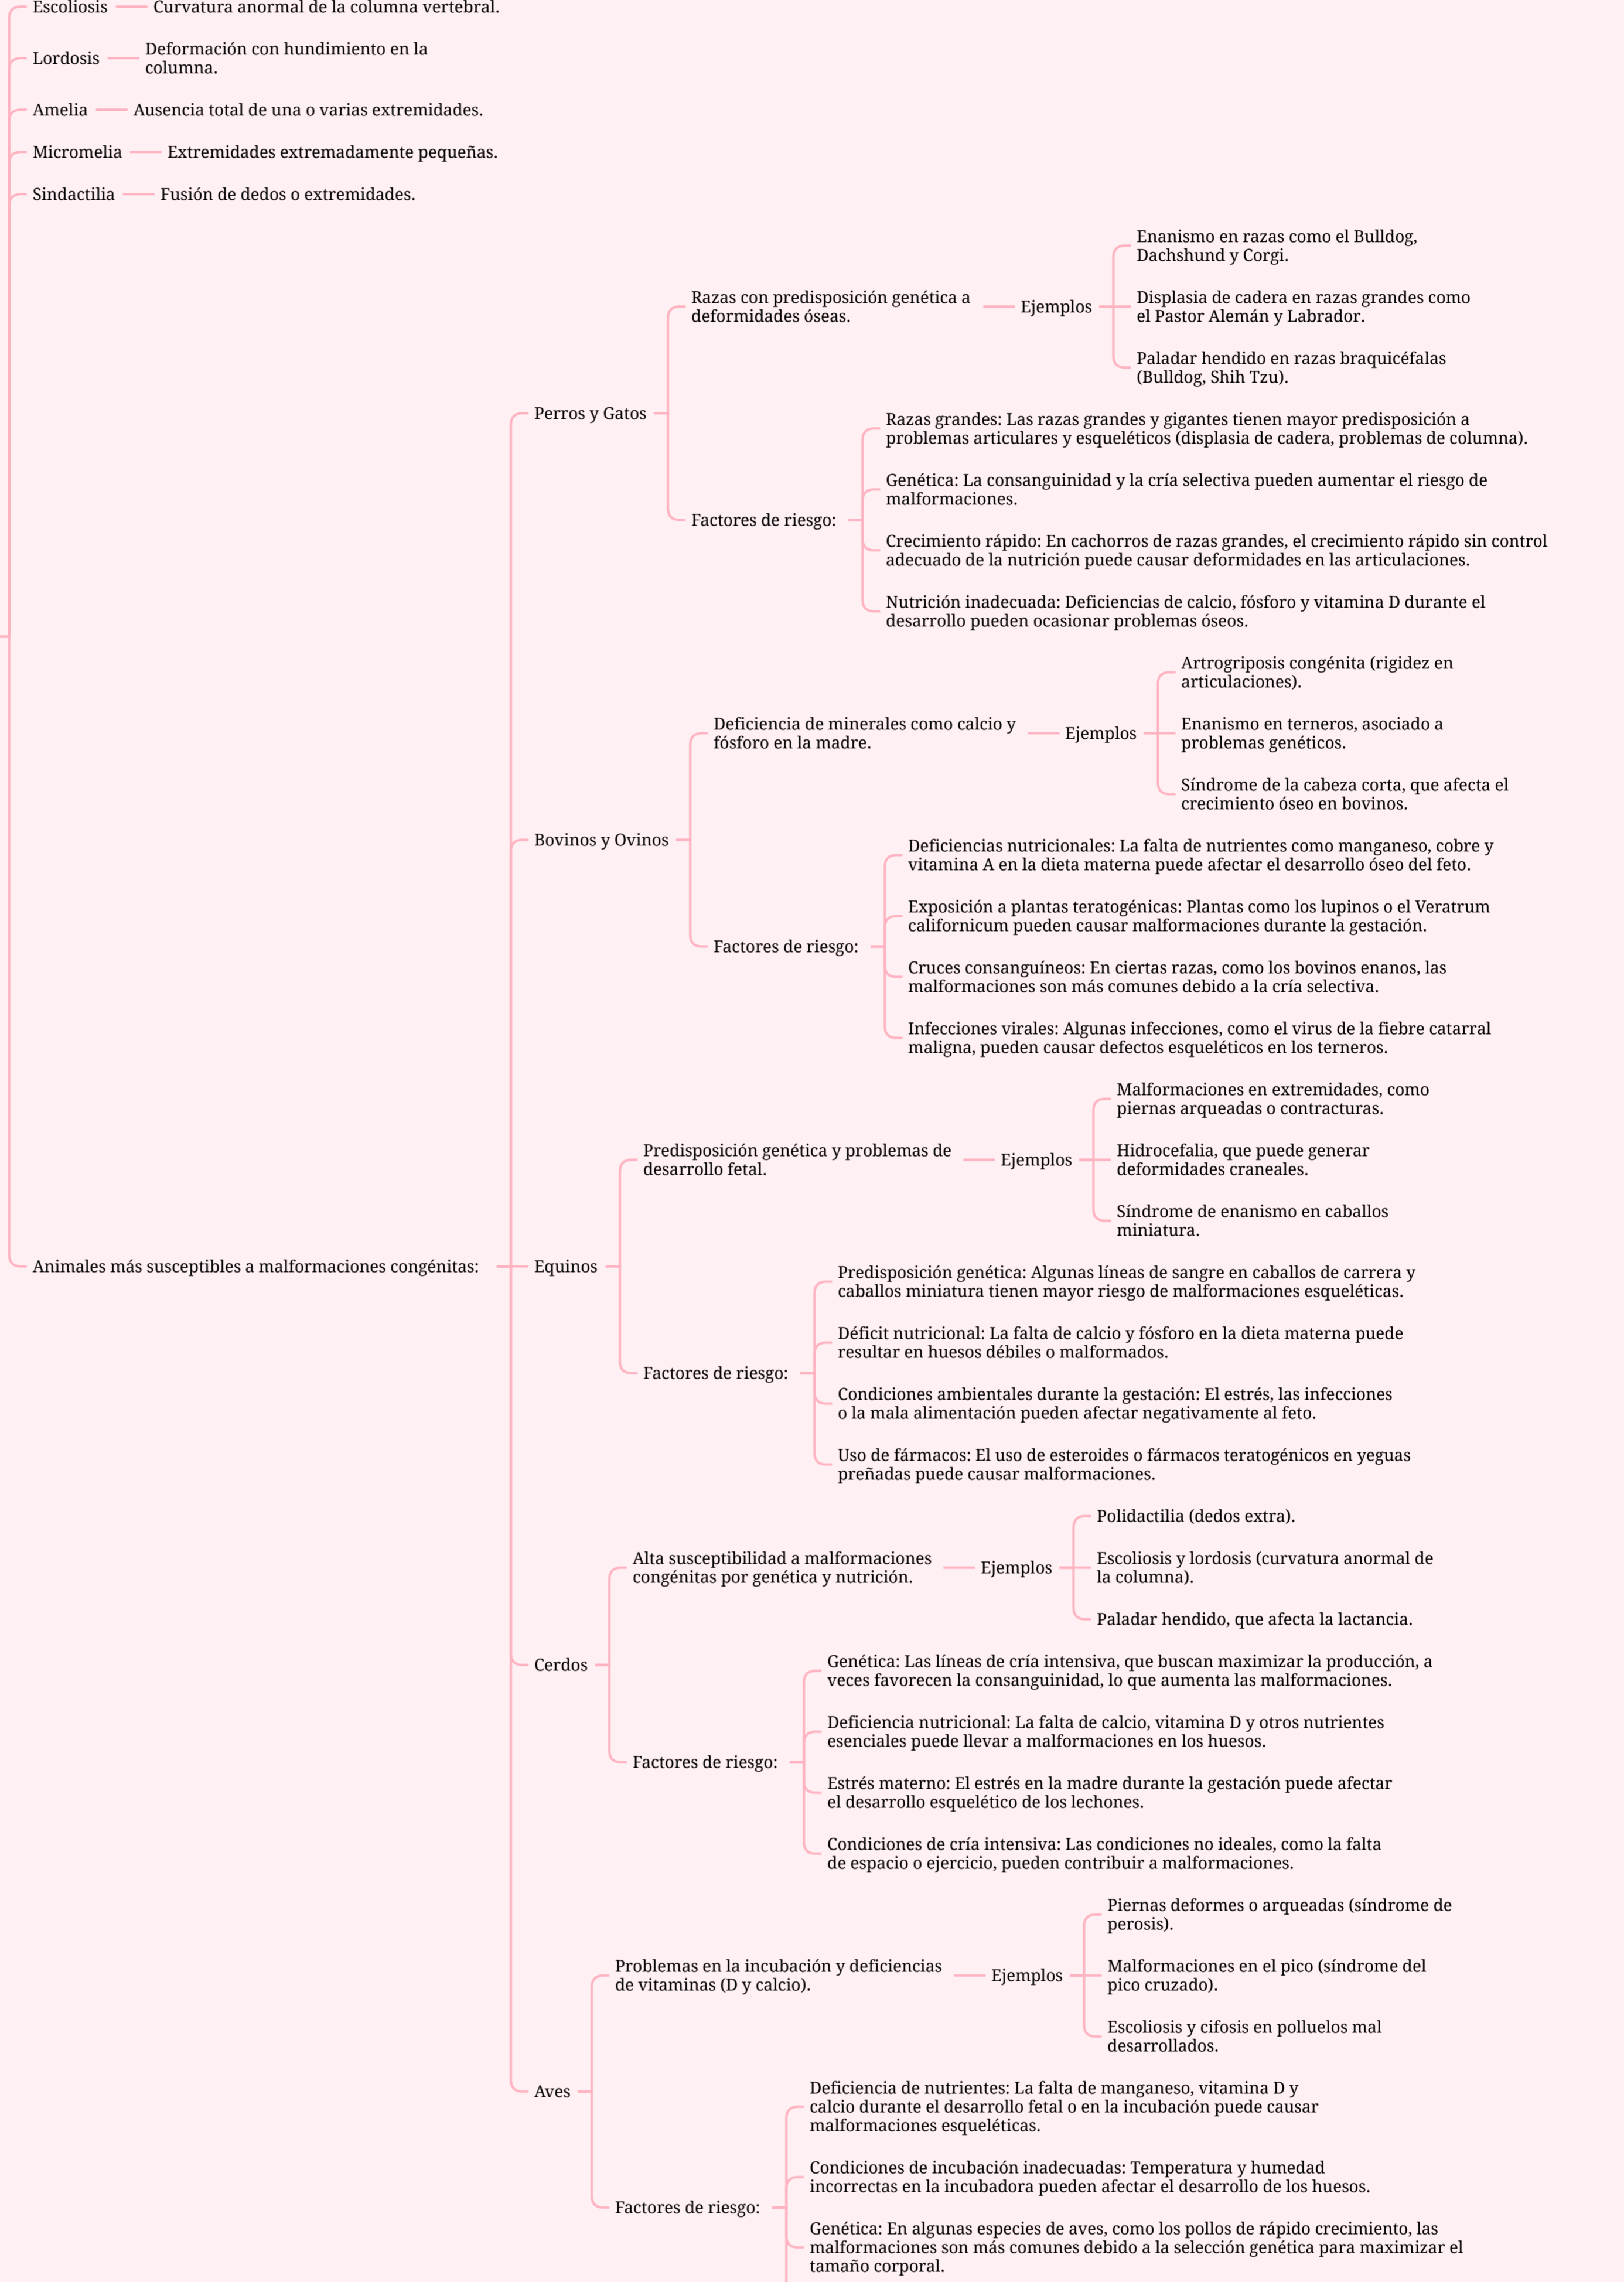 Escoliosis
Curvatura anormal de la columna vertebral.
Lordosis
Deformación con hundimiento en la
columna.
Amelia
Ausencia total de una o varias extremidades.
Micromelia
Extremidades extremadamente pequeñas.
Sindactilia
Fusión de dedos o extremidades.
Animales más susceptibles a malformaciones congénitas:
Perros y Gatos
Razas con predisposición genética a
deformidades óseas.
Ejemplos
Enanismo en razas como el Bulldog,
Dachshund y Corgi.
Displasia de cadera en razas grandes como
el Pastor Alemán y Labrador.
Paladar hendido en razas braquicéfalas
(Bulldog, Shih Tzu).
Factores de riesgo:
Razas grandes: Las razas grandes y gigantes tienen mayor predisposición a
problemas articulares y esqueléticos (displasia de cadera, problemas de columna).
Genética: La consanguinidad y la cría selectiva pueden aumentar el riesgo de
malformaciones.
Crecimiento rápido: En cachorros de razas grandes, el crecimiento rápido sin control
adecuado de la nutrición puede causar deformidades en las articulaciones.
Nutrición inadecuada: Deficiencias de calcio, fósforo y vitamina D durante el
desarrollo pueden ocasionar problemas óseos.
Bovinos y Ovinos
Deficiencia de minerales como calcio y
fósforo en la madre.
Ejemplos
Artrogriposis congénita (rigidez en
articulaciones).
Enanismo en terneros, asociado a
problemas genéticos.
Síndrome de la cabeza corta, que afecta el
crecimiento óseo en bovinos.
Factores de riesgo:
Deficiencias nutricionales: La falta de nutrientes como manganeso, cobre y
vitamina A en la dieta materna puede afectar el desarrollo óseo del feto.
Exposición a plantas teratogénicas: Plantas como los lupinos o el Veratrum
californicum pueden causar malformaciones durante la gestación.
Cruces consanguíneos: En ciertas razas, como los bovinos enanos, las
malformaciones son más comunes debido a la cría selectiva.
Infecciones virales: Algunas infecciones, como el virus de la fiebre catarral
maligna, pueden causar defectos esqueléticos en los terneros.
Equinos
Predisposición genética y problemas de
desarrollo fetal.
Ejemplos
Malformaciones en extremidades, como
piernas arqueadas o contracturas.
Hidrocefalia, que puede generar
deformidades craneales.
Síndrome de enanismo en caballos
miniatura.
Factores de riesgo:
Predisposición genética: Algunas líneas de sangre en caballos de carrera y
caballos miniatura tienen mayor riesgo de malformaciones esqueléticas.
Déficit nutricional: La falta de calcio y fósforo en la dieta materna puede
resultar en huesos débiles o malformados.
Condiciones ambientales durante la gestación: El estrés, las infecciones
o la mala alimentación pueden afectar negativamente al feto.
Uso de fármacos: El uso de esteroides o fármacos teratogénicos en yeguas
preñadas puede causar malformaciones.
Cerdos
Alta susceptibilidad a malformaciones
congénitas por genética y nutrición.
Ejemplos
Polidactilia (dedos extra).
Escoliosis y lordosis (curvatura anormal de
la columna).
Paladar hendido, que afecta la lactancia.
Factores de riesgo:
Genética: Las líneas de cría intensiva, que buscan maximizar la producción, a
veces favorecen la consanguinidad, lo que aumenta las malformaciones.
Deficiencia nutricional: La falta de calcio, vitamina D y otros nutrientes
esenciales puede llevar a malformaciones en los huesos.
Estrés materno: El estrés en la madre durante la gestación puede afectar
el desarrollo esquelético de los lechones.
Condiciones de cría intensiva: Las condiciones no ideales, como la falta
de espacio o ejercicio, pueden contribuir a malformaciones.
Aves
Problemas en la incubación y deficiencias
de vitaminas (D y calcio).
Ejemplos
Piernas deformes o arqueadas (síndrome de
perosis).
Malformaciones en el pico (síndrome del
pico cruzado).
Escoliosis y cifosis en polluelos mal
desarrollados.
Factores de riesgo:
Deficiencia de nutrientes: La falta de manganeso, vitamina D y
calcio durante el desarrollo fetal o en la incubación puede causar
malformaciones esqueléticas.
Condiciones de incubación inadecuadas: Temperatura y humedad
incorrectas en la incubadora pueden afectar el desarrollo de los huesos.
Genética: En algunas especies de aves, como los pollos de rápido crecimiento, las
malformaciones son más comunes debido a la selección genética para maximizar el
tamaño corporal.